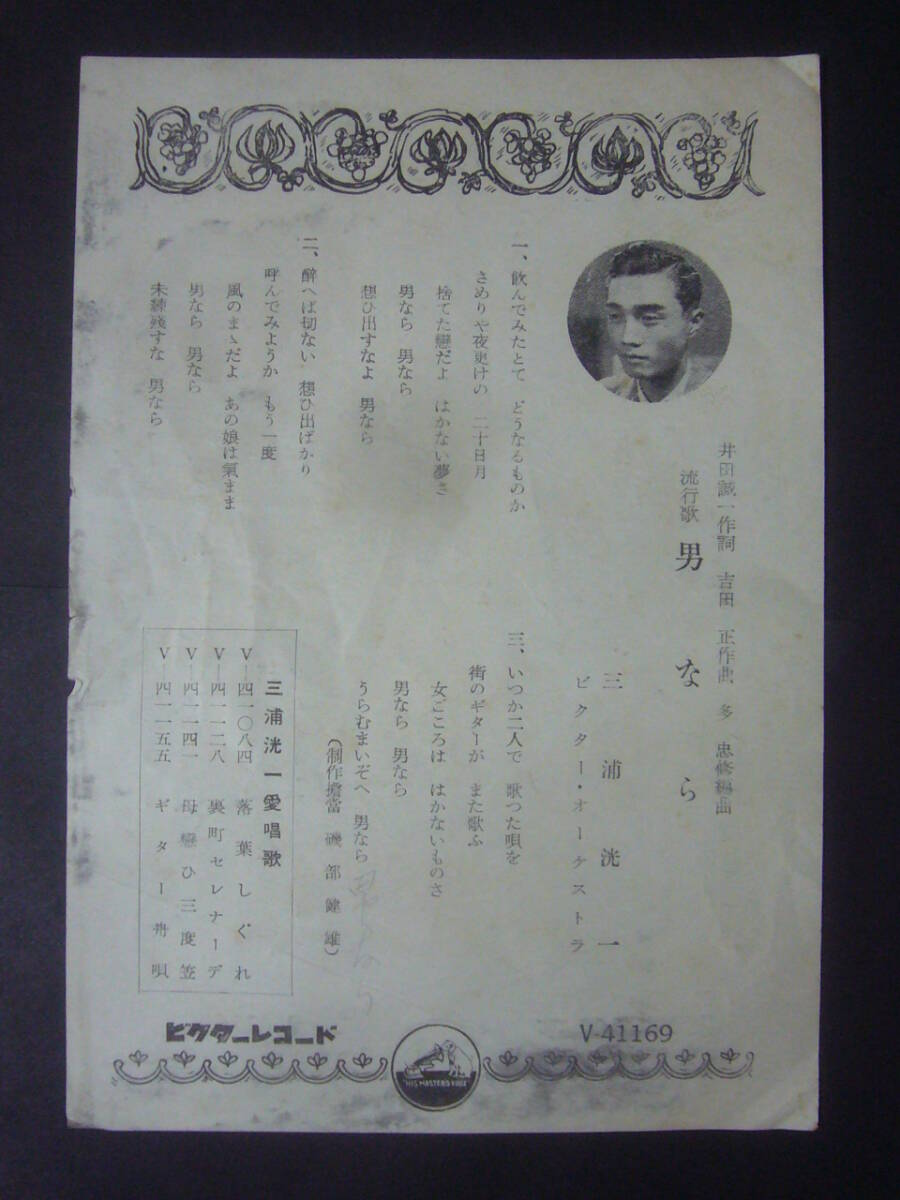 井田誠一作詞　吉田　正作曲　多　忠修編曲
流行歌　男なら
三浦洸一
ビクター・オーケストラ
一、飲んでみたとて　どうなるものか
さめりや夜更けの　二十日月
捨てた戀だよ　はかない夢さ
男なら　男なら
想ひ出すなよ　男なら
二、醉へば切ない　想ひ出ばかり
呼んでみようか　もう一度
風のまゝだよ　あの娘は氣まま
男なら　男なら
未練殘すな　男なら
三、いつか二人で　歌つた唄を
街のギターが　また歌ふ
女ごころは　はかないものさ
男なら　男なら
うらむまいぞへ　男なら
男なら
（制作擔當　磯部　雄）
三浦洸一愛唱歌
V―四一〇八四　落葉しぐれ
V―四一一二八　裏町セレナーデ
V―四一一四一　母戀ひ三度笠
V―四一一五五　ギター舟唄
ビクターレコード
"HIS MASTERS VOICE"
V-41169